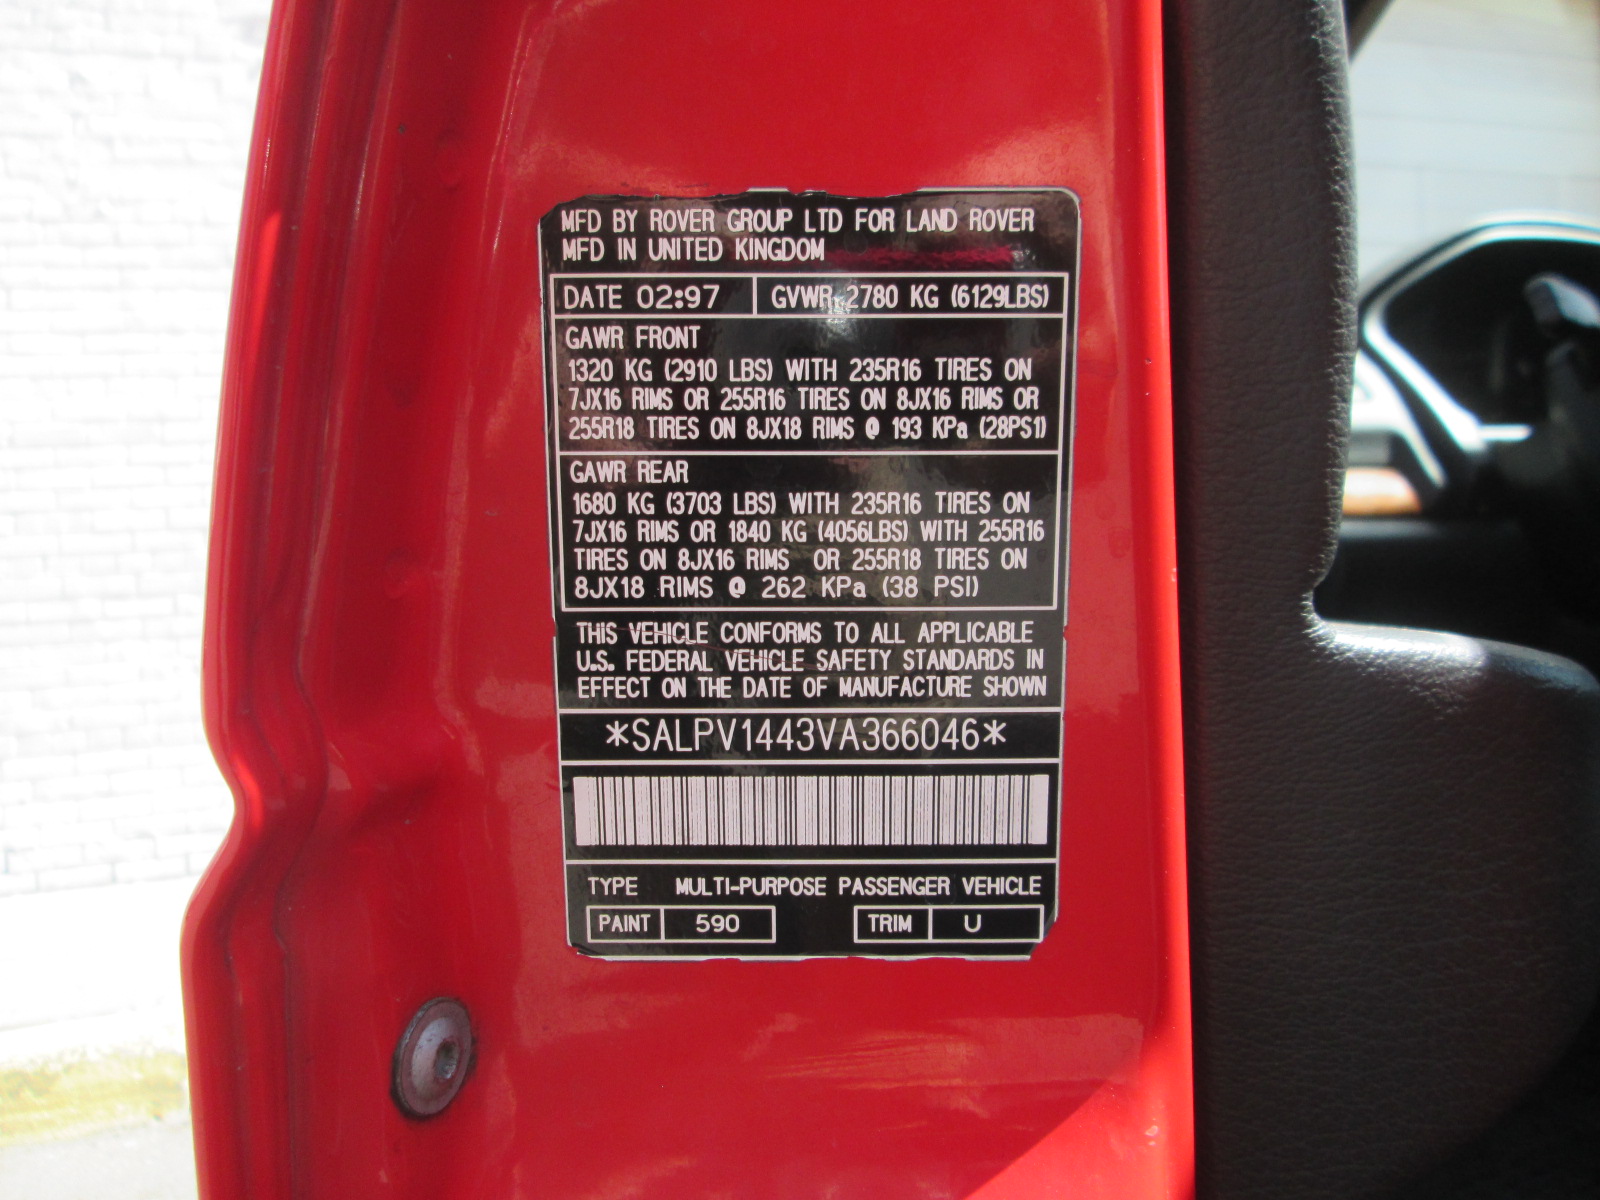 MFD BY ROVER GROUP LTD FOR LAND ROVER
MFD IN UNITED KINGDOM
DATE 02:97 GVWR 2780 KG (6129LBS)
GAWR FRONT
1320 KG (2910 LBS) WITH 235R16 TIRES ON
7JX16 RIMS OR 255R16 TIRES ON 8JX16 RIMS OR
255R18 TIRES ON 8JX18 RIMS @ 193 KPa (28PS1)
GAWR REAR
1680 KG (3703 LBS) WITH 235R16 TIRES ON
7JX16 RIMS OR 1840 KG (4056LBS) WITH 255R16
TIRES ON 8JX16 RIMS OR 255R18 TIRES ON
8JX18 RIMS @ 262 KPa (38 PSI)
THIS VEHICLE CONFORMS TO ALL APPLICABLE
U.S. FEDERAL VEHICLE SAFETY STANDARDS IN
EFFECT ON THE DATE OF MANUFACTURE SHOWN
*SALPV1443VA366046*
TYPE MULTI-PURPOSE PASSENGER VEHICLE
PAINT 590 TRIM U